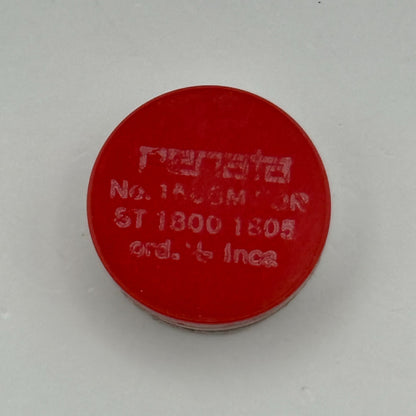 renata
No.
ST 1800 1805
ord. Inca